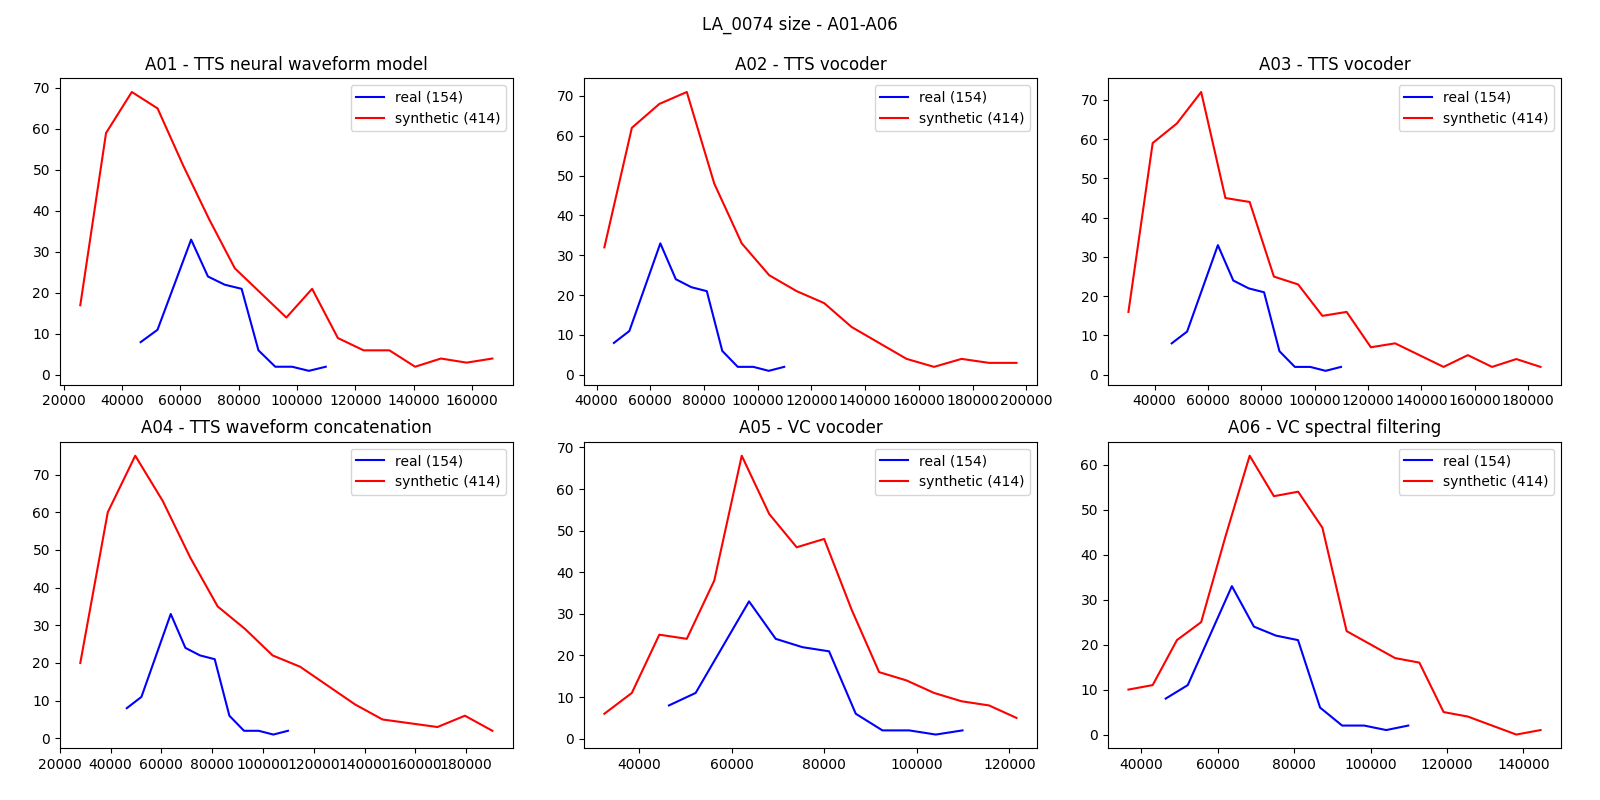 LA_0074 size - A01-A06
A01 - TTS neural waveform model
70
60
50
40
30
20
10
0
real (154)
synthetic (414)
20000 40000 60000 80000 100000 120000 140000 160000
A02 - TTS vocoder
70
60
50
40
30
20
10
0
real (154)
synthetic (414)
40000 60000 80000 100000 120000 140000 160000 180000 200000
A03 - TTS vocoder
70
60
50
40
30
20
10
0
real (154)
synthetic (414)
40000 60000 80000 100000 120000 140000 160000 180000
A04 - TTS waveform concatenation
70
60
50
40
30
20
10
0
real (154)
synthetic (414)
20000 40000 60000 80000 100000 120000 140000 160000 180000
A05 - VC vocoder
70
60
50
40
30
20
10
0
real (154)
synthetic (414)
40000 60000 80000 100000 120000
A06 - VC spectral filtering
60
50
40
30
20
10
0
real (154)
synthetic (414)
40000 60000 80000 100000 120000 140000